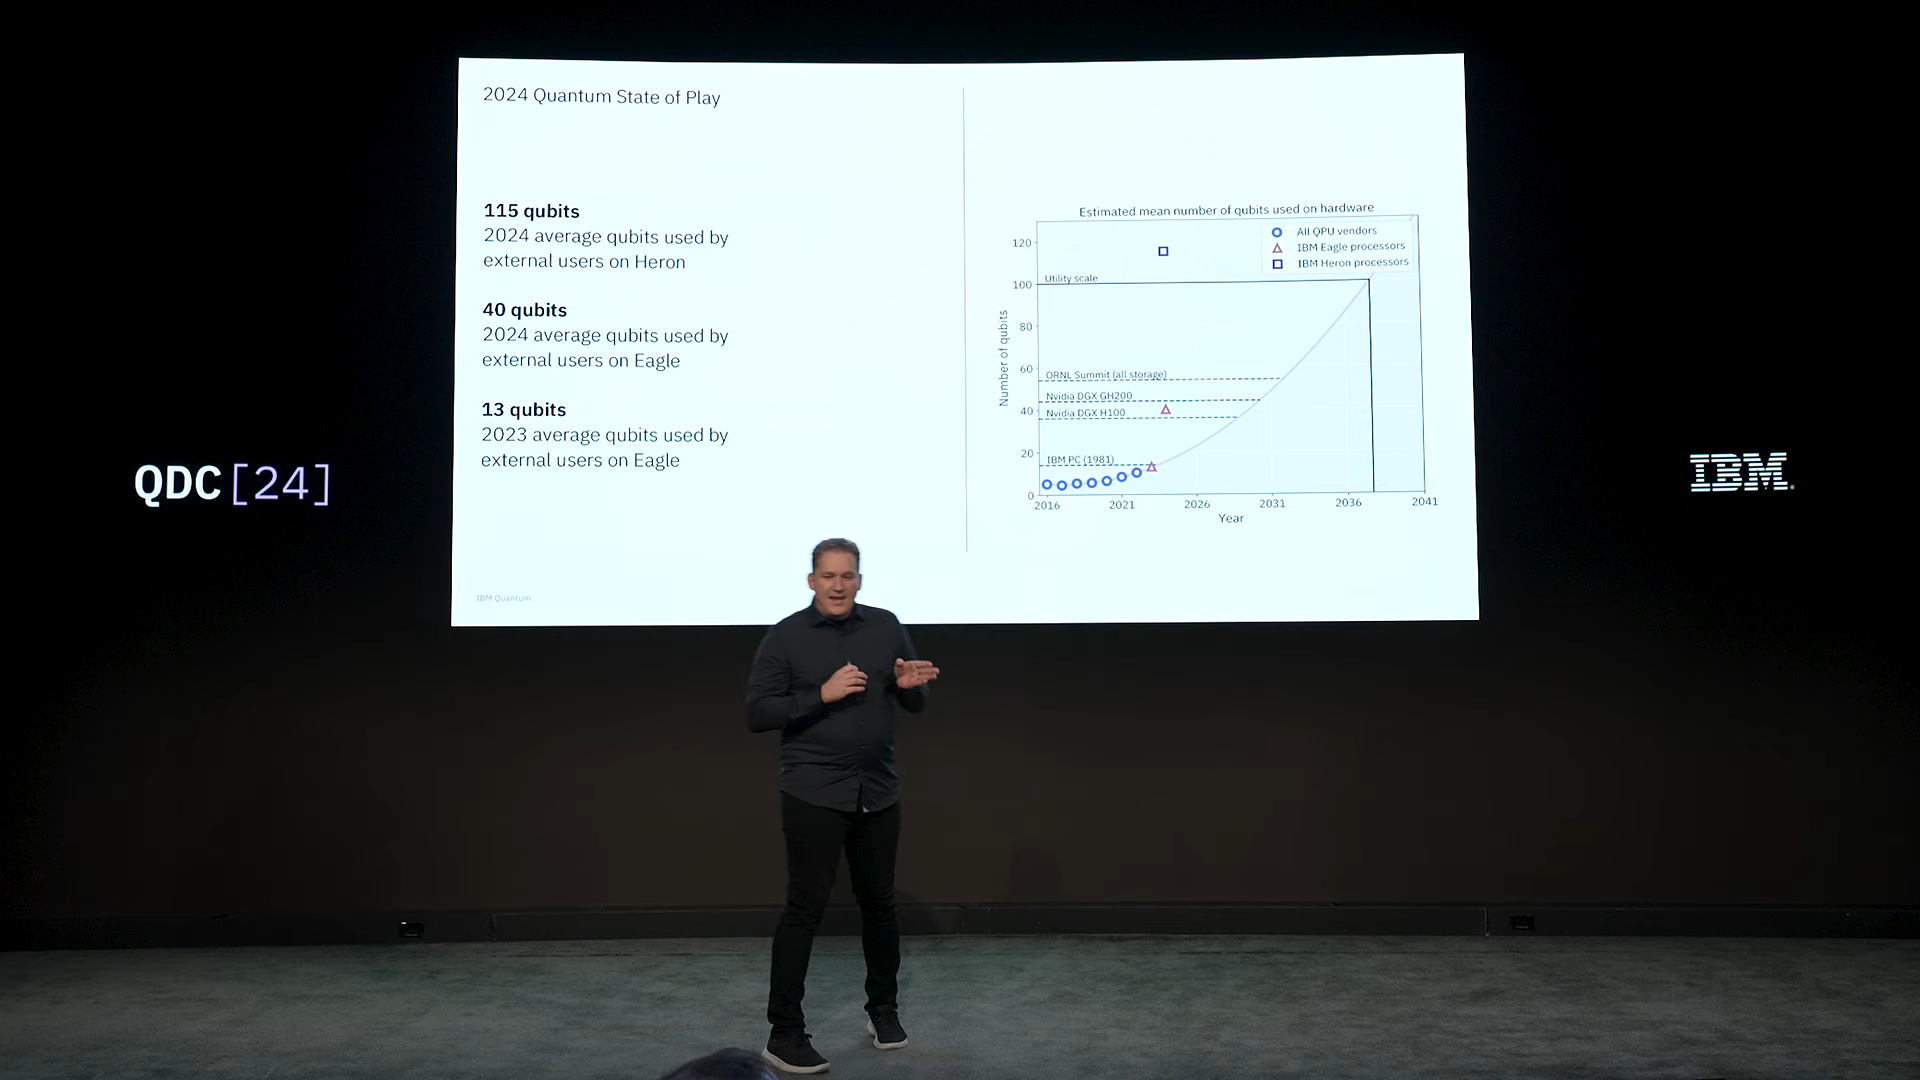 2024 Quantum State of Play
115 qubits
2024 average qubits used by
external users on Heron
40 qubits
2024 average qubits used by
external users on Eagle
13 qubits
2023 average qubits used by
external users on Eagle
IBM Quantum
Estimated mean number of qubits used on hardware
All QPU vendors
IBM Eagle processors
IBM Heron processors
Number of qubits
120
Utility scale
100
80
60
ORNL Summit (all storage)
Nvidia DGX GH200
40
Nvidia DGX H100
20
IBM PC (1981)
0
2016 2021 2026 2031 2036 2041
Year
QDC [24]
IBM